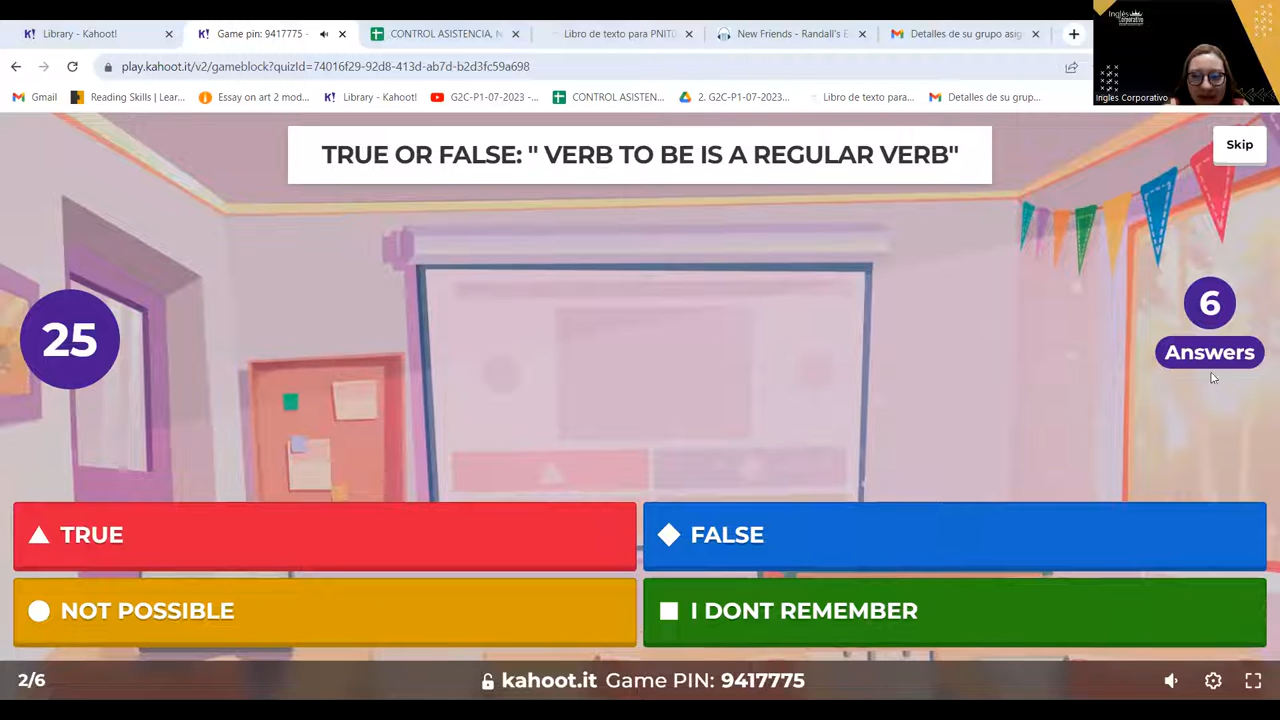 Library - Kahoot!
Game pin: 9417775 -
CONTROL ASISTENCIA, N
Libro de texto para PNITD
New Friends - Randall's E
Detalles de su grupo asig
play.kahoot.it/v2/gameblock?quizId=74016f29-92d8-413d-ab7d-b2d3fc59a698
Gmail
Reading Skills | Lear...
Essay on art 2 mod...
Library - Kahoot!
G2C-P1-07-2023 -...
CONTROL ASISTEN...
2. G2C-P1-07-2023...
Libro de texto para...
Detalles de su grup...
Inglés
Corporativo
Ingles Corporativo
TRUE OR FALSE: " VERB TO BE IS A REGULAR VERB"
Skip
25
6
Answers
TRUE
FALSE
NOT POSSIBLE
I DONT REMEMBER
2/6
kahoot.it Game PIN: 9417775